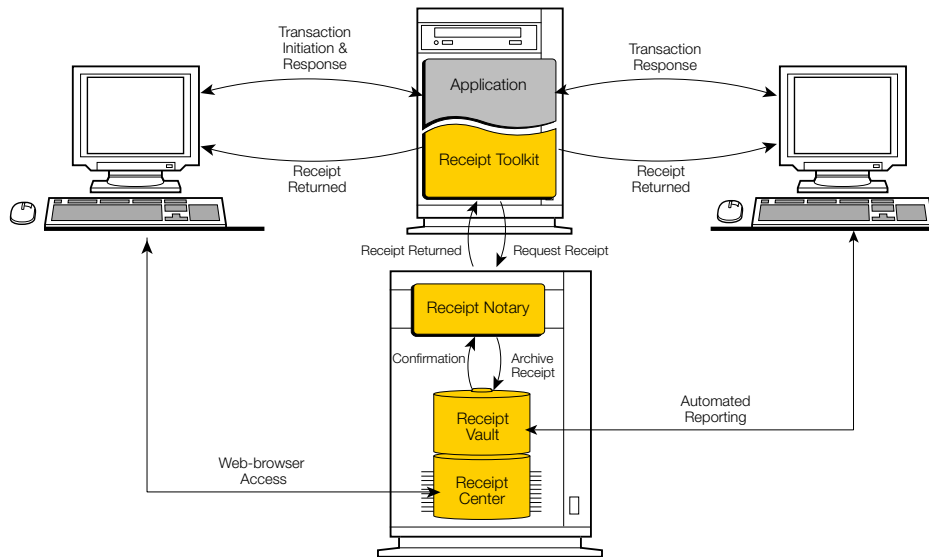 Transaction
Initiation &
Response
Transaction
Response
Application
Receipt Toolkit
Receipt
Returned
Receipt
Returned
Receipt Returned
Request Receipt
Receipt Notary
Confirmation
Archive
Receipt
Receipt
Vault
Automated
Reporting
Web-browser
Access
Receipt
Center